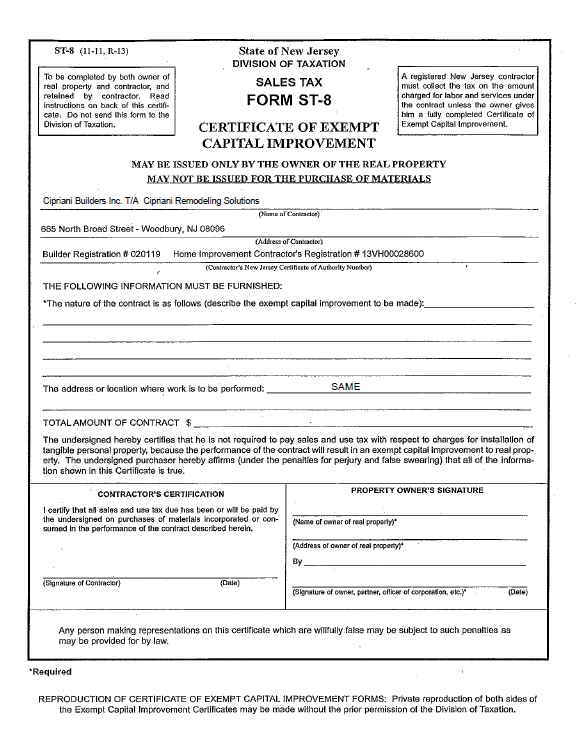 ST-8 (11-11, R-13)
State of New Jersey
DIVISION OF TAXATION
To be completed by both owner of
real property and contractor, and
retained by contractor. Read
instructions on back of this certifi-
cate. Do not send this form to the
Division of Taxation.
SALES TAX
FORM ST-8
A registered New Jersey contractor
must collect the tax on the amount
charged for labor and services under
the contract unless the owner gives
him a fully completed Certificate of
Exempt Capital Improvement.
CERTIFICATE OF EXEMPT
CAPITAL IMPROVEMENT
MAY BE ISSUED ONLY BY THE OWNER OF THE REAL PROPERTY
MAY NOT BE ISSUED FOR THE PURCHASE OF MATERIALS
Cipriani Builders Inc. T/A Cipriani Remodeling Solutions
(Name of Contractor)
665 North Broad Street - Woodbury, NJ 08096
(Address of Contractor)
Builder Registration # 020119 Home Improvement Contractor's Registration # 13VH00028600
(Contractor's New Jersey Certificate of Authority Number)
THE FOLLOWING INFORMATION MUST BE FURNISHED:
*The nature of the contract is as follows (describe the exempt capital improvement to be made):
The address or location where work is to be performed: SAME
TOTAL AMOUNT OF CONTRACT $
The undersigned hereby certifies that he is not required to pay sales and use tax with respect to charges for installation of
tangible personal property, because the performance of the contract will result in an exempt capital improvement to real prop-
erty. The undersigned purchaser hereby affirms (under the penalties for perjury and false swearing) that all of the informa-
tion shown in this Certificate is true.
CONTRACTOR'S CERTIFICATION
I certify that all sales and use tax due has been or will be paid by
the undersigned on purchases of materials incorporated or con-
sumed in the performance of the contract described herein.
(Signature of Contractor) (Date)
PROPERTY OWNER'S SIGNATURE
(Name of owner of real property)*
(Address of owner of real property)*
By
(Signature of owner, partner, officer of corporation, etc.)* (Date)
Any person making representations on this certificate which are willfully false may be subject to such penalties as
may be provided for by law.
*Required
REPRODUCTION OF CERTIFICATE OF EXEMPT CAPITAL IMPROVEMENT FORMS: Private reproduction of both sides of
the Exempt Capital Improvement Certificates may be made without the prior permission of the Division of Taxation.